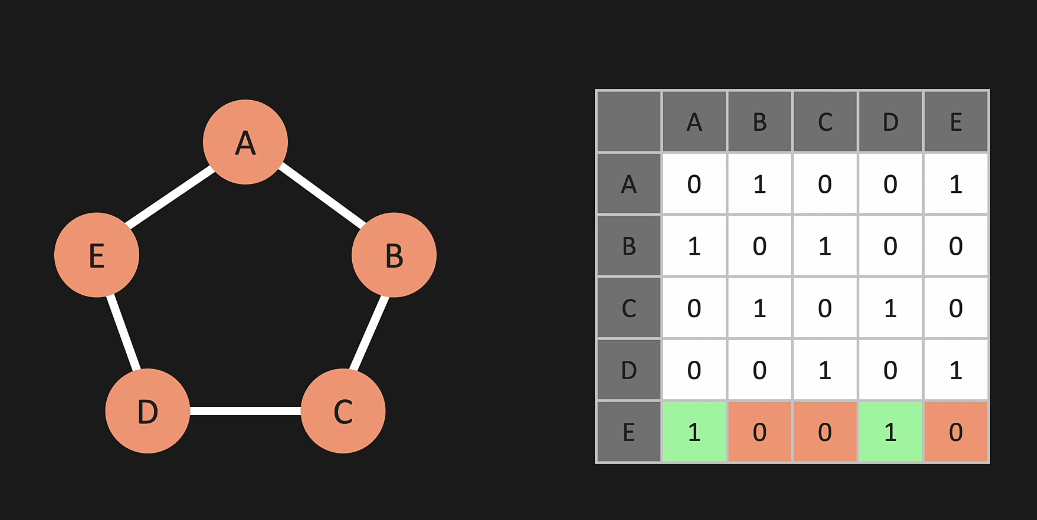 A
E
B
D
C
A B C D E
A 0 1 0 0 1
B 1 0 1 0 0
C 0 1 0 1 0
D 0 0 1 0 1
E 1 0 0 1 0